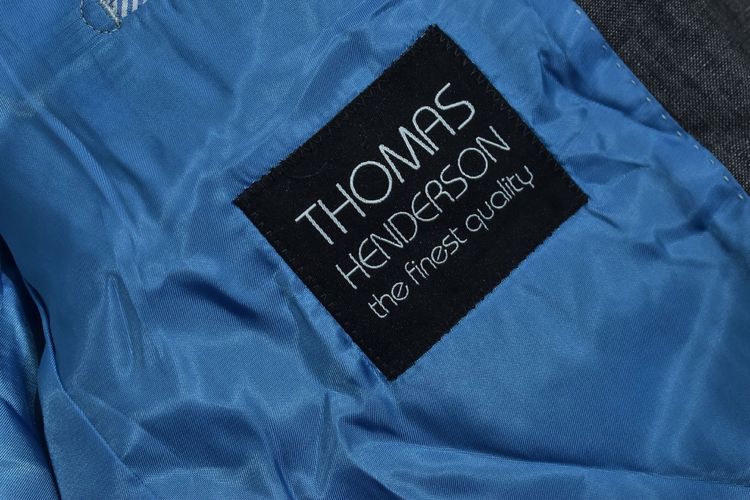 THOMAS
HENDERSON
the finest quality